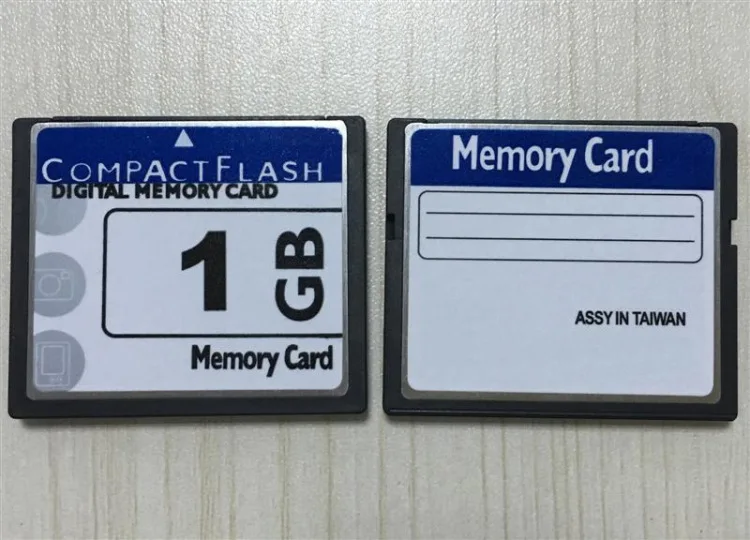 COMPACTFLASH
DIGITAL MEMORY CARD
1 GB
Memory Card
Memory Card
ASSY IN TAIWAN